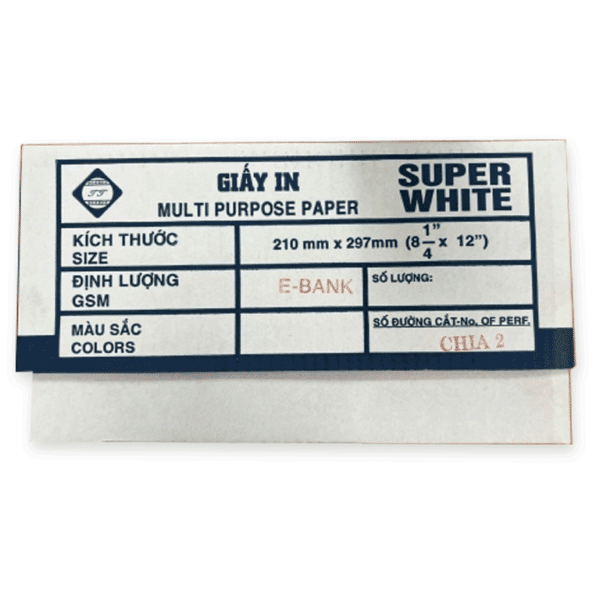 GIẤY IN
MULTI PURPOSE PAPER
SUPER
WHITE
KÍCH THƯỚC
SIZE
210 mm x 297mm (8 1/4" x 12")
ĐỊNH LƯỢNG
GSM
E-BANK
SỐ LƯỢNG:
MÀU SẮC
COLORS
SỐ ĐƯỜNG CẮT-No. OF PERF.
CHIA 2